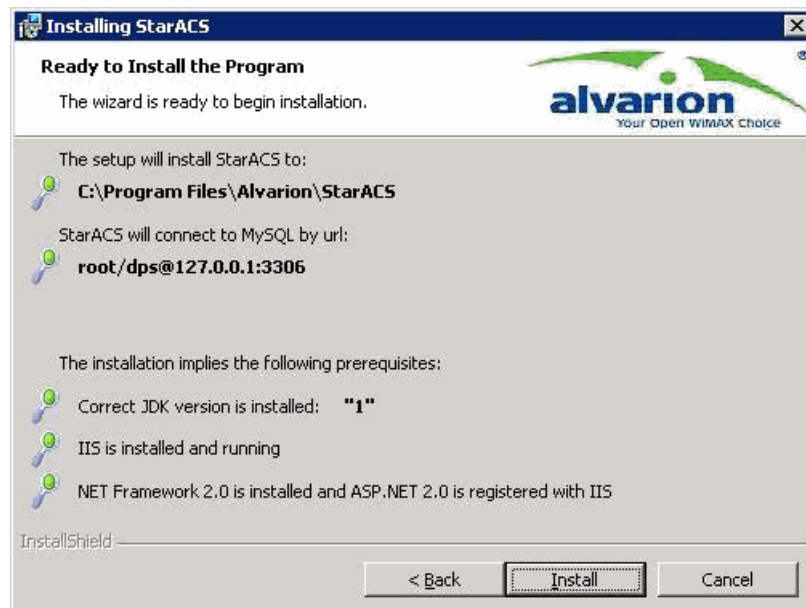 Installing StarACS
Ready to Install the Program
The wizard is ready to begin installation.
alvarion
®
Your Open WiMAX Choice
The setup will install StarACS to:
C:\Program Files\Alvarion\StarACS
StarACS will connect to MySQL by url:
root/dps@127.0.0.1:3306
The installation implies the following prerequisites:
Correct JDK version is installed: "1"
IIS is installed and running
NET Framework 2.0 is installed and ASP.NET 2.0 is registered with IIS
InstallShield
< Back
Install
Cancel